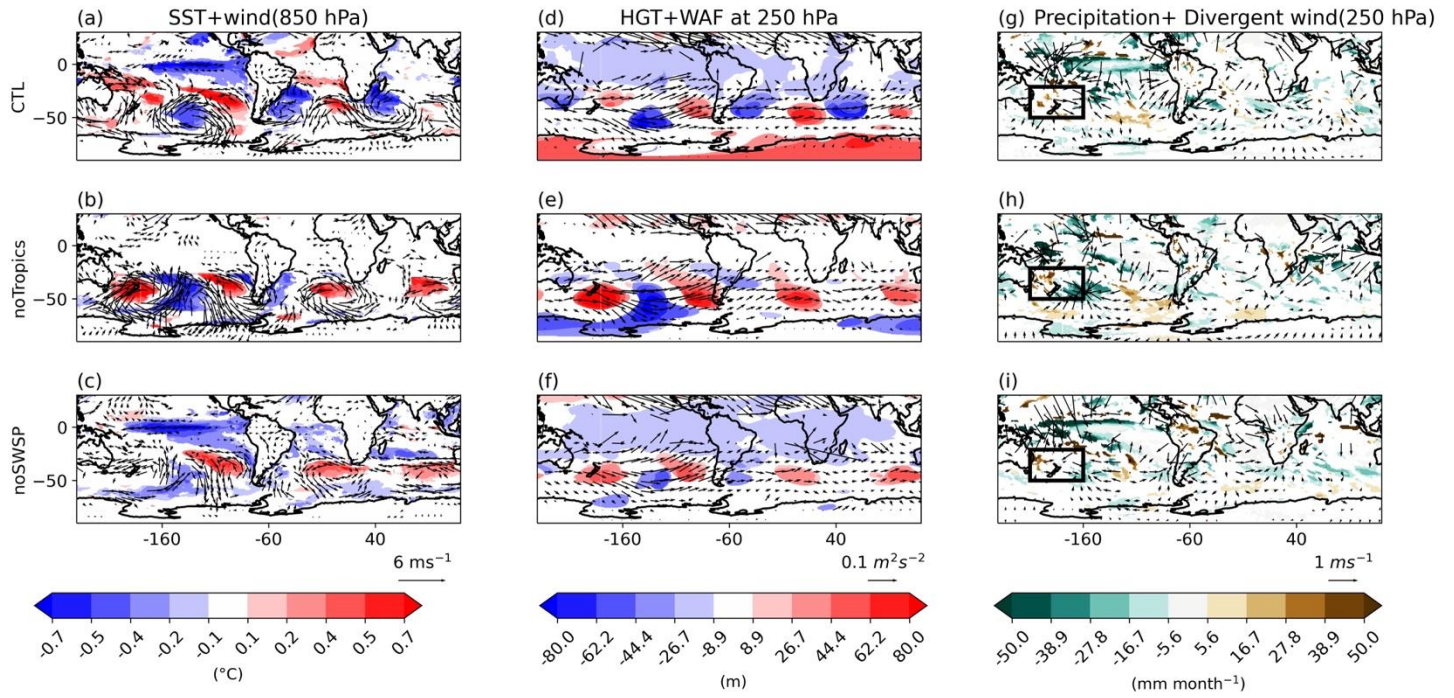 (a) SST+wind(850 hPa)
(d) HGT+WAF at 250 hPa
(g) Precipitation+ Divergent wind(250 hPa)
CTL
0
−50
(b)
(e)
(h)
noTropics
0
−50
(c)
(f)
(i)
noSWSP
0
−50
-160 -60 40
-160 -60 40
-160 -60 40
6 ms⁻¹
0.1 m²s⁻²
1 ms⁻¹
-0.7 -0.5 -0.4 -0.2 -0.1 0.1 0.2 0.4 0.5 0.7
(°C)
-80.0 -62.2 -44.4 -26.7 -8.9 8.9 26.7 44.4 62.2 80.0
(m)
-50.0 -38.9 -27.8 -16.7 -5.6 5.6 16.7 27.8 38.9 50.0
(mm month⁻¹)